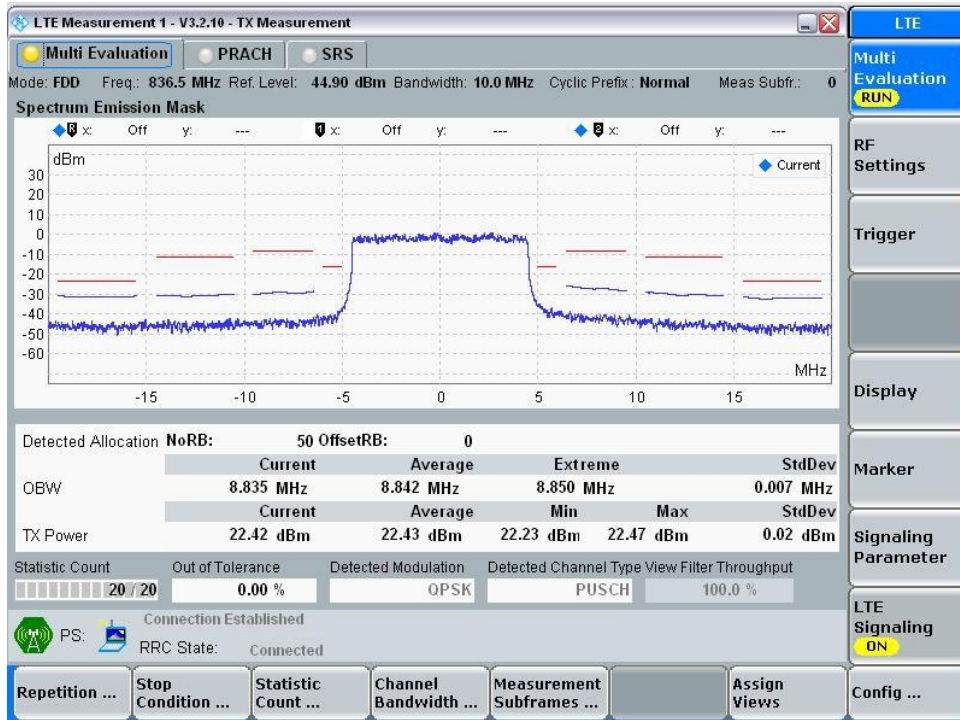 LTE Measurement 1 - V3.2.10 - TX Measurement
LTE
Multi Evaluation PRACH SRS
Multi
Evaluation
RUN
Mode: FDD Freq.: 836.5 MHz Ref. Level: 44.90 dBm Bandwidth: 10.0 MHz Cyclic Prefix : Normal Meas Subfr.: 0
Spectrum Emission Mask
R x: Off y: --- 1 x: Off y: --- 2 x: Off y: ---
dBm
Current
30
20
10
0
-10
-20
-30
-40
-50
-60
MHz
-15 -10 -5 0 5 10 15
RF
Settings
Trigger
Display
Marker
Signaling
Parameter
LTE
Signaling
ON
Detected Allocation NoRB: 50 OffsetRB: 0
Current Average Extreme StdDev
OBW 8.835 MHz 8.842 MHz 8.850 MHz 0.007 MHz
Current Average Min Max StdDev
TX Power 22.42 dBm 22.43 dBm 22.23 dBm 22.47 dBm 0.02 dBm
Statistic Count Out of Tolerance Detected Modulation Detected Channel Type View Filter Throughput
20 / 20 0.00 % QPSK PUSCH 100.0 %
PS: Connection Established
RRC State: Connected
Repetition ...
Stop
Condition ...
Statistic
Count ...
Channel
Bandwidth ...
Measurement
Subframes ...
Assign
Views
Config ...